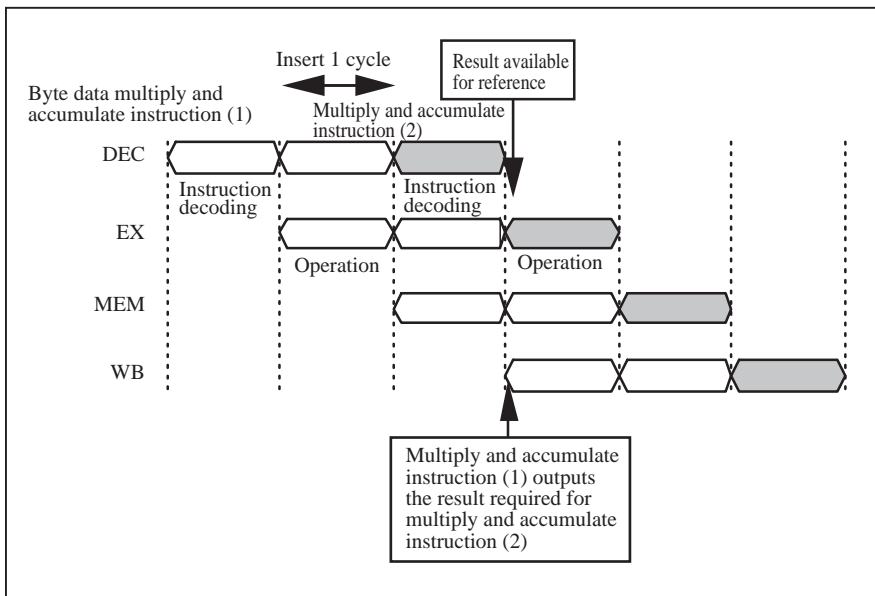 Insert 1 cycle
Result available
for reference
Byte data multiply and
accumulate instruction (1)
Multiply and accumulate
instruction (2)
DEC
Instruction
decoding
Instruction
decoding
EX
Operation
Operation
MEM
WB
Multiply and accumulate
instruction (1) outputs
the result required for
multiply and accumulate
instruction (2)